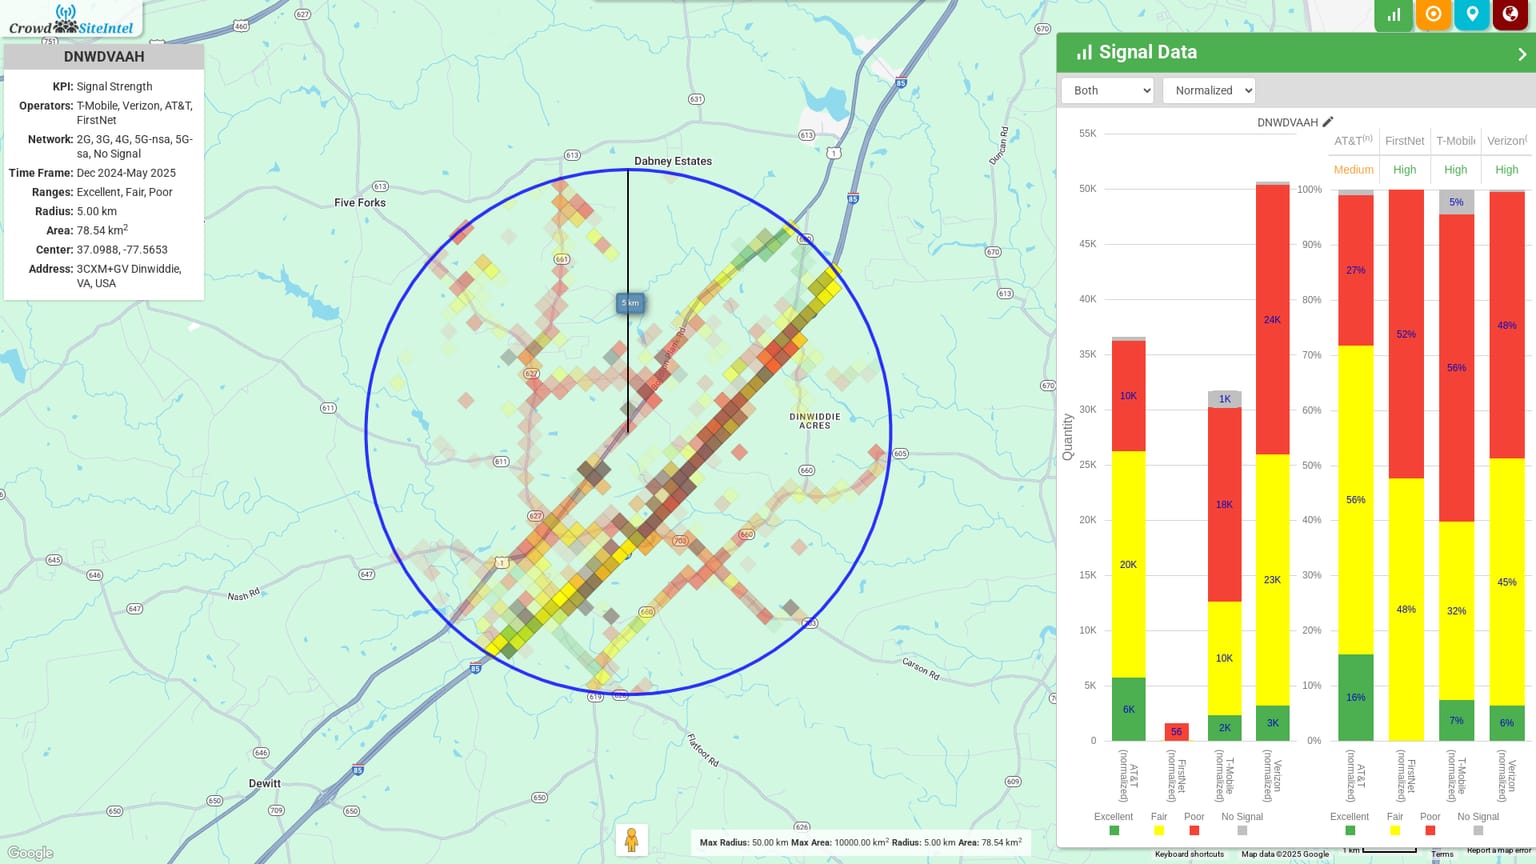 CrowdSiteIntel
DNWDVAAH
KPI: Signal Strength
Operators: T-Mobile, Verizon, AT&T,
FirstNet
Network: 2G, 3G, 4G, 5G-nsa, 5G-
sa, No Signal
Time Frame: Dec 2024-May 2025
Ranges: Excellent, Fair, Poor
Radius: 5.00 km
Area: 78.54 km2
Center: 37.0988, -77.5653
Address: 3CXM+GV Dinwiddie,
VA, USA
627
460
751
670
631
85
613
1
613
Duncan Rd
613
Dabney Estates
Five Forks
85
661
670
613
5 km
627
670
611
DINWIDDIE
ACRES
605
611
660
627
703
660
1
645
646
647
647
Nash Rd
660
703
Carson Rd
85
619
626
Flatfoot Rd
646
85
Dewitt
650
650
709
650
650
609
626
Google
Max Radius: 50.00 km Max Area: 10000.00 km2 Radius: 5.00 km Area: 78.54 km2
Keyboard shortcuts
Map data ©2025 Google
1 km
Terms
Report a map error
Signal Data
Both
Normalized
DNWDVAAH
Quantity
55K
50K
45K
40K
35K
30K
25K
20K
15K
10K
5K
0
10K
20K
6K
56
1K
18K
10K
2K
24K
23K
3K
AT&T
(normalized)
FirstNet
(normalized)
T-Mobile
(normalized)
Verizon
(normalized)
Excellent
Fair
Poor
No Signal
AT&T(n)
FirstNet
T-Mobile
Verizon(
Medium
High
High
High
100%
90%
80%
70%
60%
50%
40%
30%
20%
10%
0%
27%
56%
16%
52%
48%
5%
56%
32%
7%
48%
45%
6%
AT&T
(normalized)
FirstNet
(normalized)
T-Mobile
(normalized)
Verizon
(normalized)
Excellent
Fair
Poor
No Signal